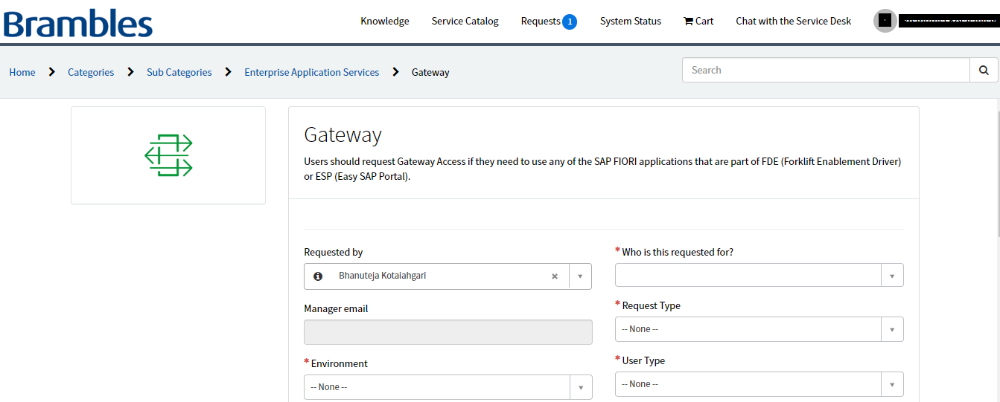 Brambles
Knowledge
Service Catalog
Requests 1
System Status
Cart
Chat with the Service Desk
Home
Categories
Sub Categories
Enterprise Application Services
Gateway
Search
Gateway
Users should request Gateway Access if they need to use any of the SAP FIORI applications that are part of FDE (Forklift Enablement Driver)
or ESP (Easy SAP Portal).
Requested by
Bhanuteja Kotaiahgari
* Who is this requested for?
Manager email
* Request Type
-- None --
* Environment
-- None --
* User Type
-- None --